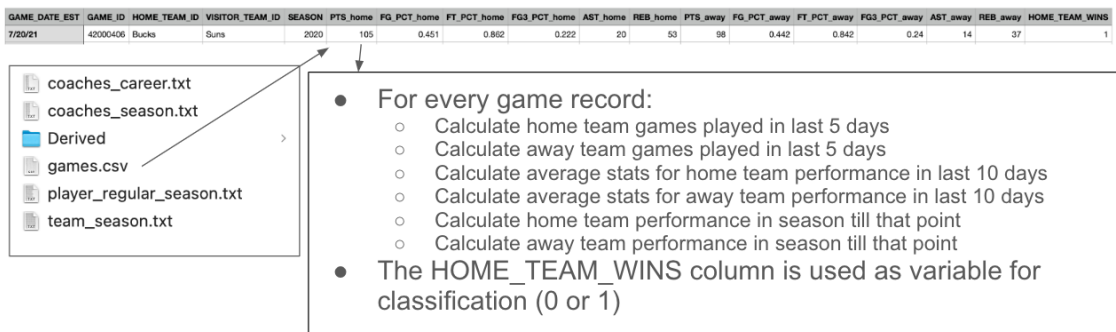 GAME_DATE_EST GAME_ID HOME_TEAM_ID VISITOR_TEAM_ID SEASON PTS_home FG_PCT_home FT_PCT_home FG3_PCT_home AST_home REB_home PTS_away FG_PCT_away FT_PCT_away FG3_PCT_away AST_away REB_away HOME_TEAM_WINS
7/20/21 42000406 Bucks Suns 2020 105 0.451 0.862 0.222 20 53 98 0.442 0.842 0.24 14 37 1
coaches_career.txt
coaches_season.txt
Derived
games.csv
player_regular_season.txt
team_season.txt
● For every game record:
○ Calculate home team games played in last 5 days
○ Calculate away team games played in last 5 days
○ Calculate average stats for home team performance in last 10 days
○ Calculate average stats for away team performance in last 10 days
○ Calculate home team performance in season till that point
○ Calculate away team performance in season till that point
● The HOME_TEAM_WINS column is used as variable for
classification (0 or 1)